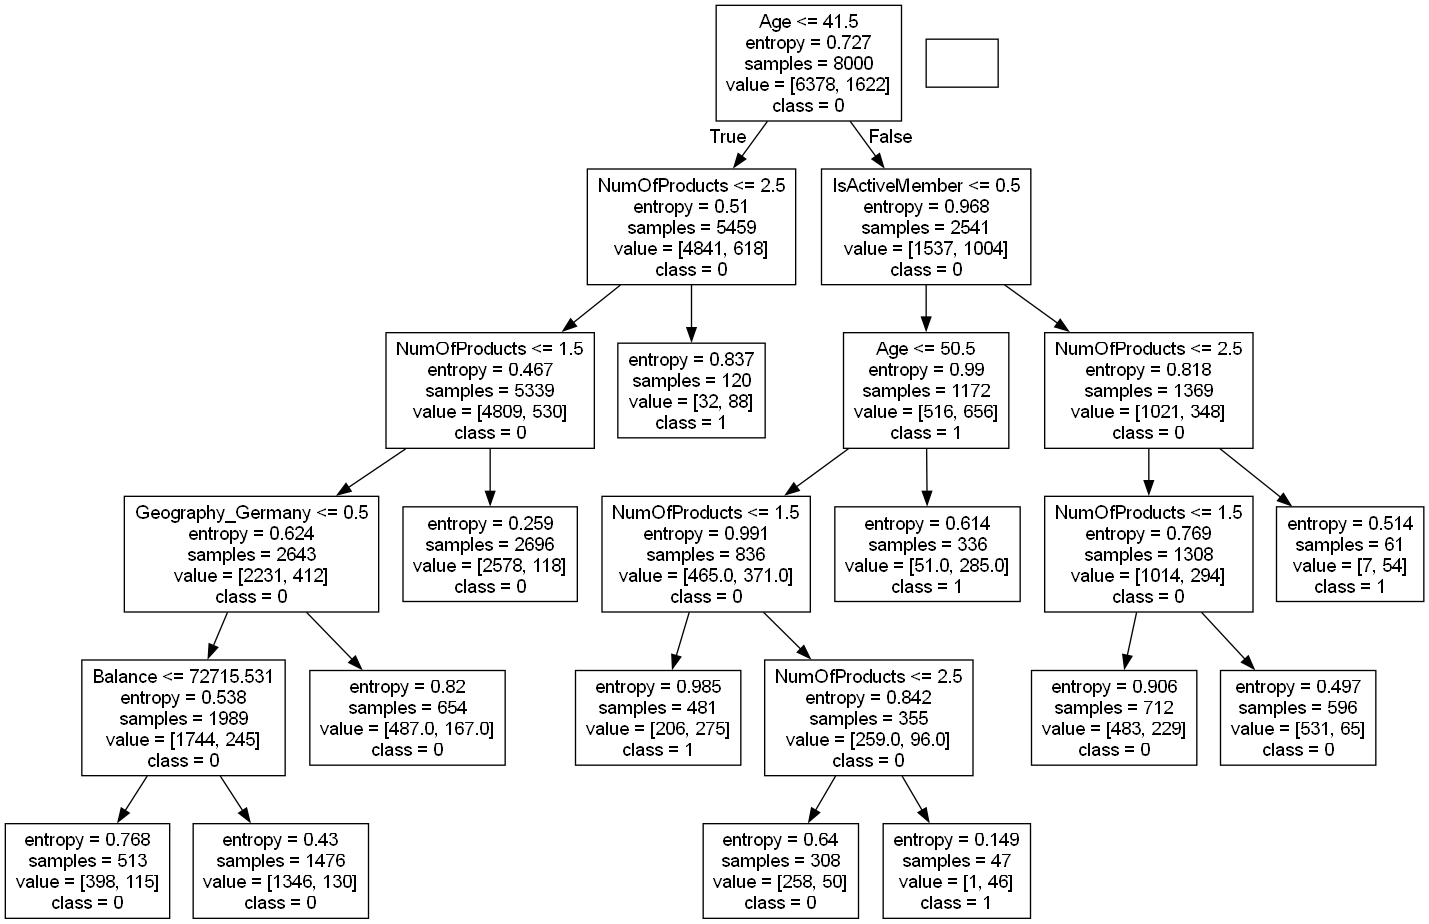 Age <= 41.5
entropy = 0.727
samples = 8000
value = [6378, 1622]
class = 0
True
False
NumOfProducts <= 2.5
entropy = 0.51
samples = 5459
value = [4841, 618]
class = 0
IsActiveMember <= 0.5
entropy = 0.968
samples = 2541
value = [1537, 1004]
class = 0
NumOfProducts <= 1.5
entropy = 0.467
samples = 5339
value = [4809, 530]
class = 0
entropy = 0.837
samples = 120
value = [32, 88]
class = 1
Age <= 50.5
entropy = 0.99
samples = 1172
value = [516, 656]
class = 1
NumOfProducts <= 2.5
entropy = 0.818
samples = 1369
value = [1021, 348]
class = 0
Geography_Germany <= 0.5
entropy = 0.624
samples = 2643
value = [2231, 412]
class = 0
entropy = 0.259
samples = 2696
value = [2578, 118]
class = 0
NumOfProducts <= 1.5
entropy = 0.991
samples = 836
value = [465.0, 371.0]
class = 0
entropy = 0.614
samples = 336
value = [51.0, 285.0]
class = 1
NumOfProducts <= 1.5
entropy = 0.769
samples = 1308
value = [1014, 294]
class = 0
entropy = 0.514
samples = 61
value = [7, 54]
class = 1
Balance <= 72715.531
entropy = 0.538
samples = 1989
value = [1744, 245]
class = 0
entropy = 0.82
samples = 654
value = [487.0, 167.0]
class = 0
entropy = 0.985
samples = 481
value = [206, 275]
class = 1
NumOfProducts <= 2.5
entropy = 0.842
samples = 355
value = [259.0, 96.0]
class = 0
entropy = 0.906
samples = 712
value = [483, 229]
class = 0
entropy = 0.497
samples = 596
value = [531, 65]
class = 0
entropy = 0.768
samples = 513
value = [398, 115]
class = 0
entropy = 0.43
samples = 1476
value = [1346, 130]
class = 0
entropy = 0.64
samples = 308
value = [258, 50]
class = 0
entropy = 0.149
samples = 47
value = [1, 46]
class = 1